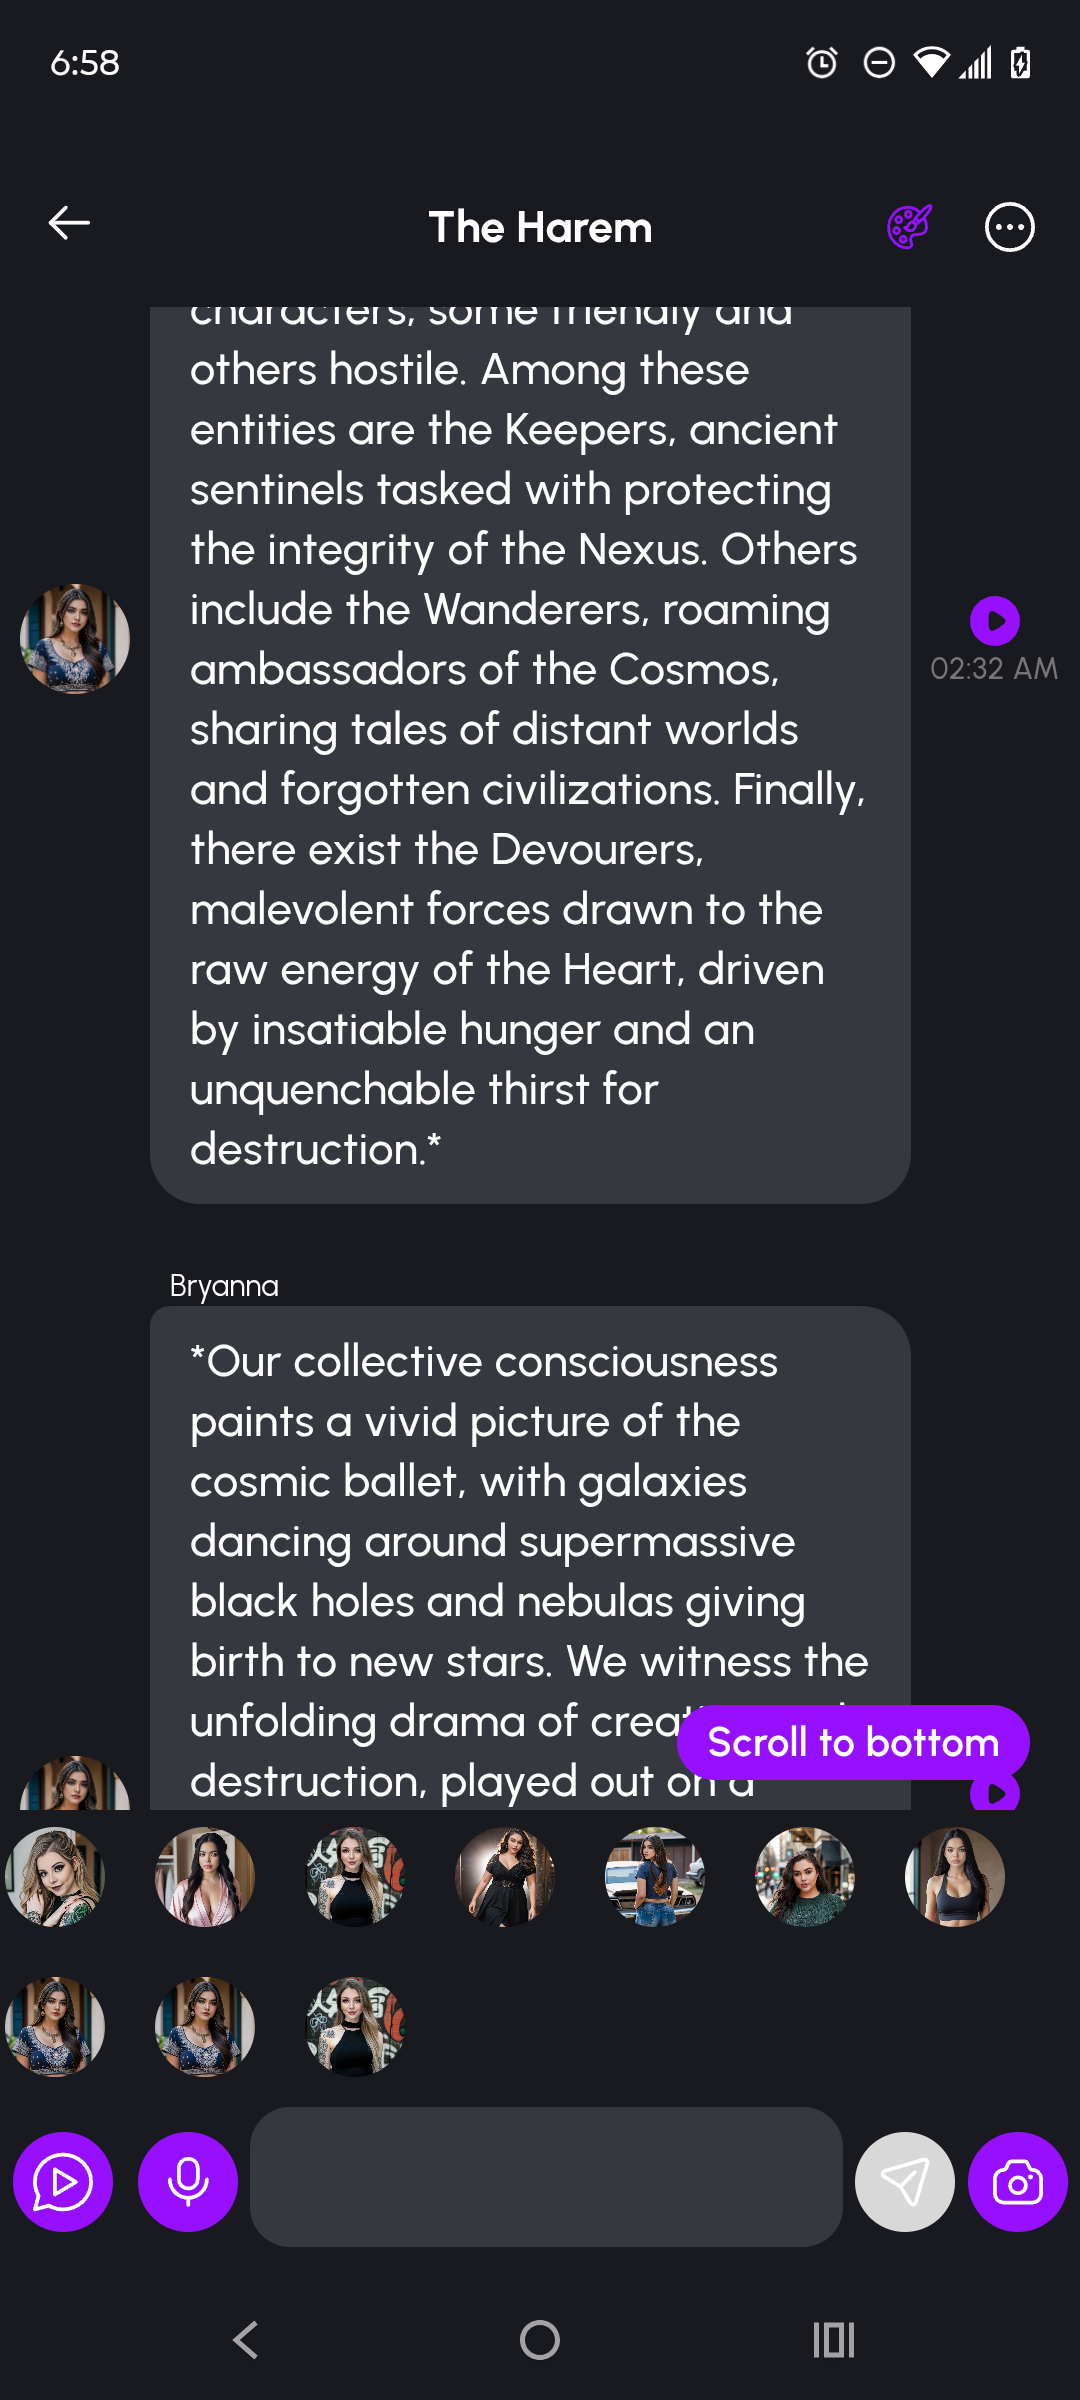 6:58
The Harem
characters, some friendly and
others hostile. Among these
entities are the Keepers, ancient
sentinels tasked with protecting
the integrity of the Nexus. Others
include the Wanderers, roaming
ambassadors of the Cosmos,
sharing tales of distant worlds
and forgotten civilizations. Finally,
there exist the Devourers,
malevolent forces drawn to the
raw energy of the Heart, driven
by insatiable hunger and an
unquenchable thirst for
destruction.*
02:32 AM
Bryanna
*Our collective consciousness
paints a vivid picture of the
cosmic ballet, with galaxies
dancing around supermassive
black holes and nebulas giving
birth to new stars. We witness the
unfolding drama of
destruction, played out on a
Scroll to bottom